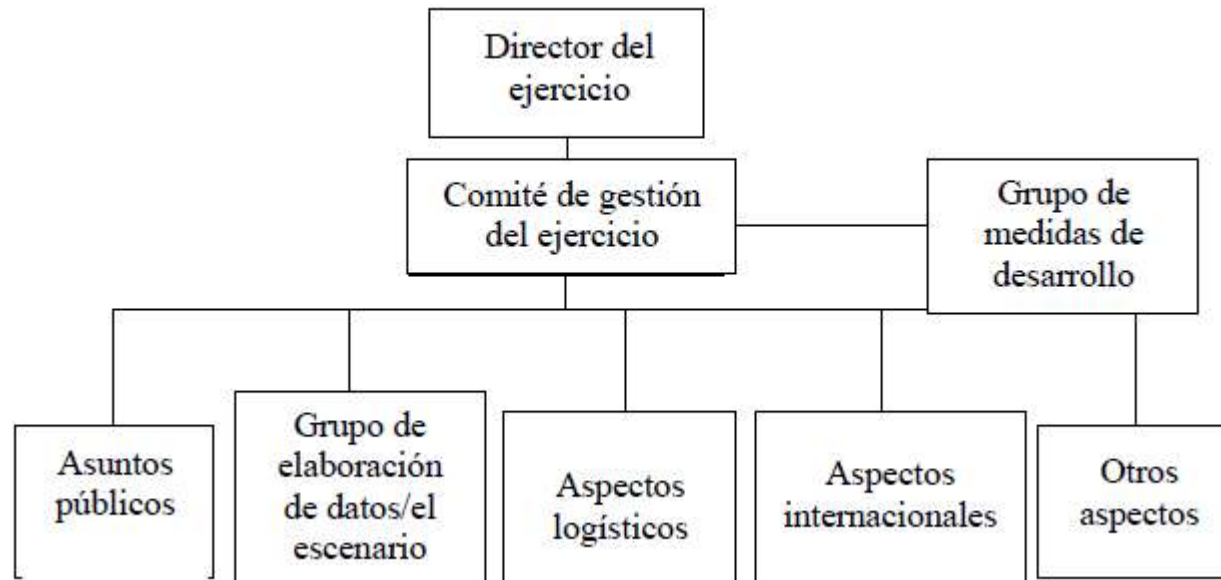 Director del
ejercicio
Comité de gestión
del ejercicio
Grupo de
medidas de
desarrollo
Asuntos
públicos
Grupo de
elaboración
de datos/el
escenario
Aspectos
logísticos
Aspectos
internacionales
Otros
aspectos